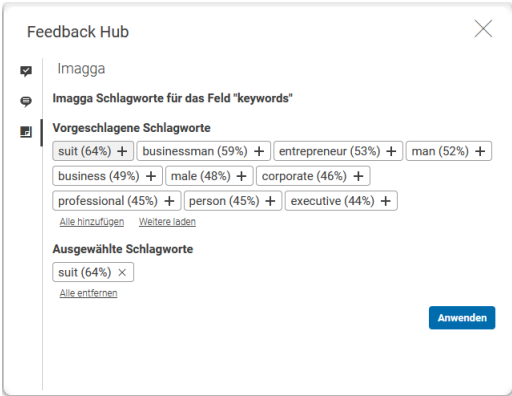 Feedback Hub
Imagga
Imagga Schlagworte für das Feld "keywords"
Vorgeschlagene Schlagworte
suit (64%) + businessman (59%) + entrepreneur (53%) + man (52%) +
business (49%) + male (48%) + corporate (46%) +
professional (45%) + person (45%) + executive (44%) +
Alle hinzufügen Weitere laden
Ausgewählte Schlagworte
suit (64%) ×
Alle entfernen
Anwenden